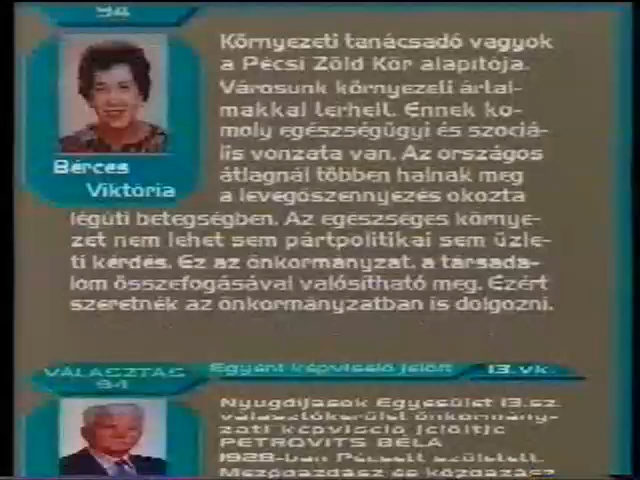 94
Környezeti tanácsadó vagyok
a Pécsi Zöld Kör alapítója.
Városunk környezeti ártal-
makkal terhelt. Ennek ko-
moly egészségügyi és szociá-
lis vonzata van. Az országos
átlagnál többen halnak meg
a levegőszennyezés okozta
Bérces
Viktória
légúti betegségben. Az egészséges környe-
zet nem lehet sem pártpolitikai sem üzle-
ti kérdés. Ez az önkormányzat, a társada-
lom összefogásával valósítható meg. Ezért
szeretnék az önkormányzatban is dolgozni.
VÁLASZTÁS
94
Egyéni képviselő jelölt
13.vk.
Nyugdíjasok Egyesület 13.sz.
választókerület önkormány-
zati képviselő jelöltje
PETROVITS BÉLA
1928-ban Pécsett született.
Mezőgazdász és közgazdász